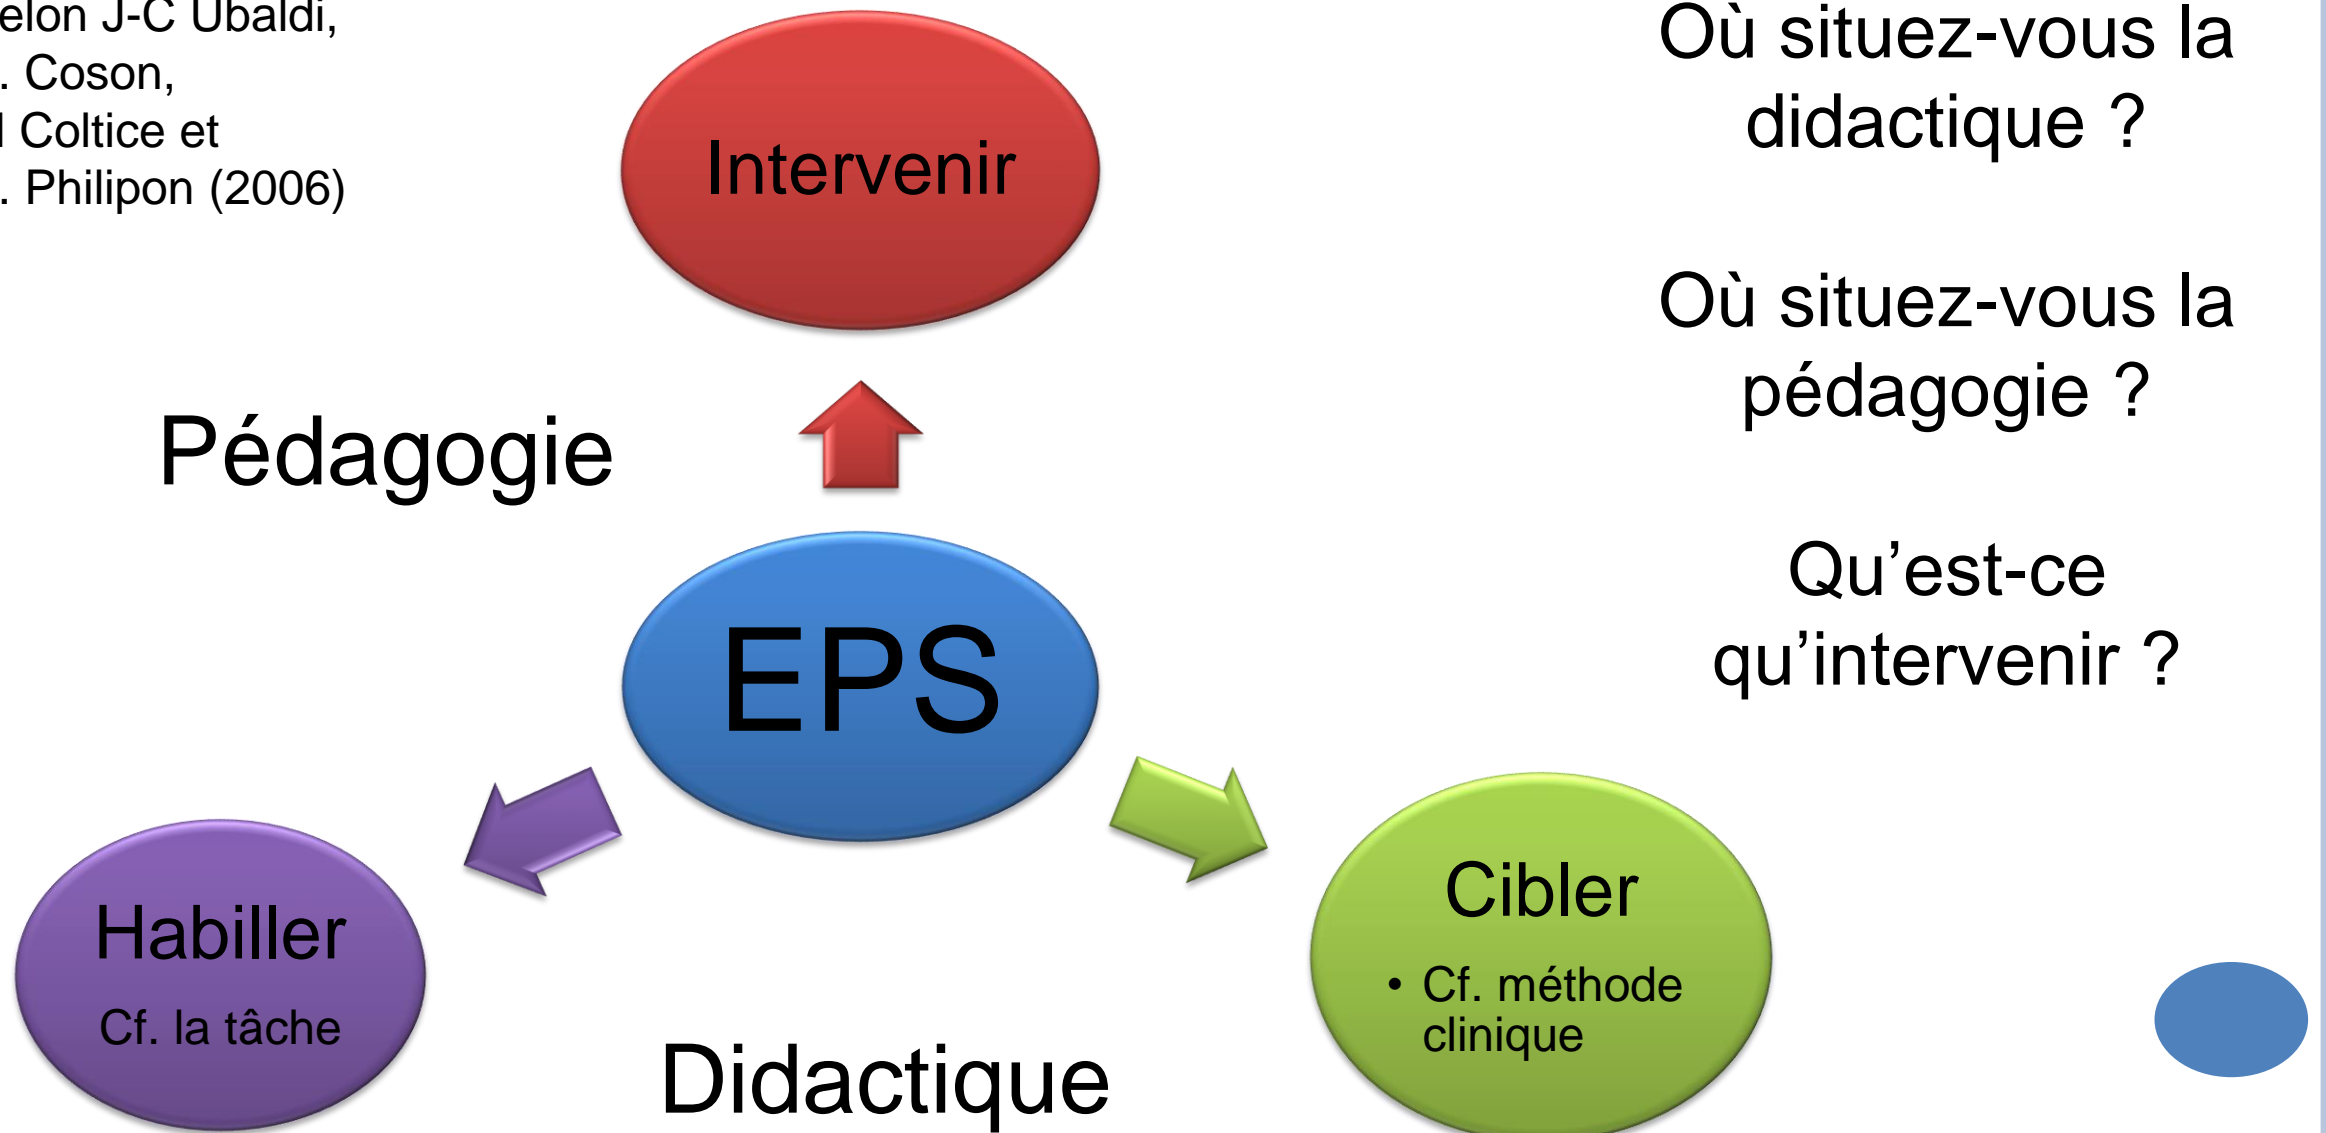 elon J-C Ubaldi,
. Coson,
l Coltice et
. Philipon (2006)
Intervenir
Où situez-vous la
didactique ?
Où situez-vous la
pédagogie ?
Qu’est-ce
qu’intervenir ?
Pédagogie
EPS
Habiller
Cf. la tâche
Cibler
• Cf. méthode
clinique
Didactique